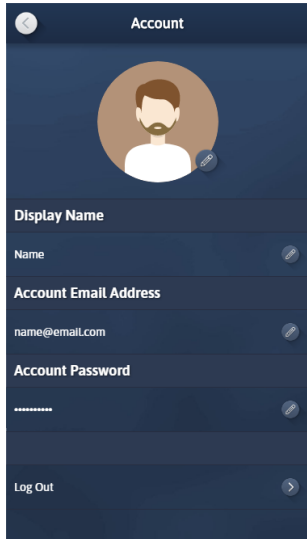 Account
Display Name
Name
Account Email Address
name@email.com
Account Password
••••••••••
Log Out